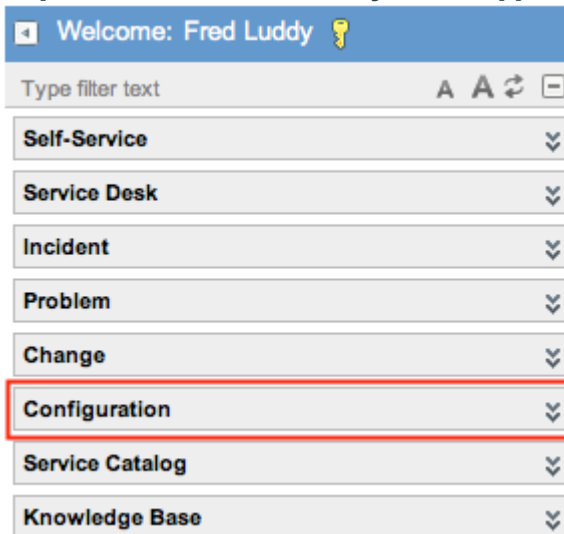 Welcome: Fred Luddy
Type filter text A A
Self-Service
Service Desk
Incident
Problem
Change
Configuration
Service Catalog
Knowledge Base